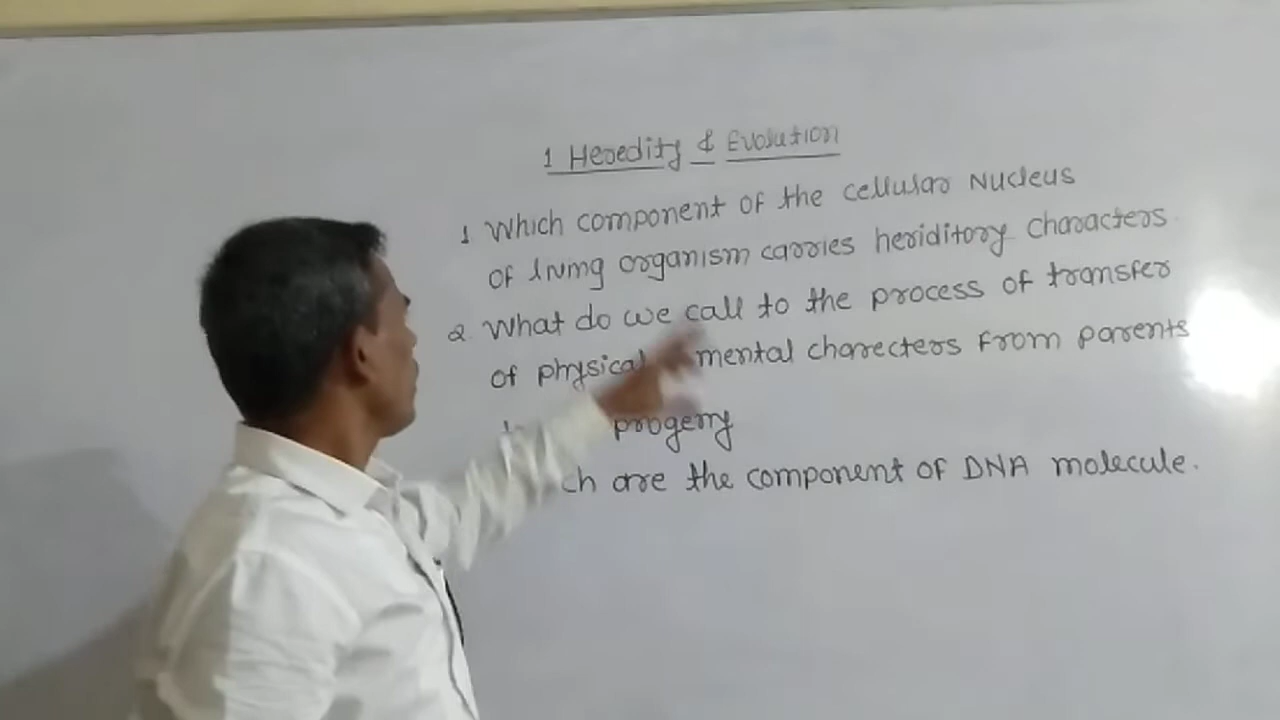 1 Heredity & Evolution
1 Which component of the cellular Nucleus
of living organism carries heriditory characters
2. What do we call to the process of transfer
of physical mental charecters from parents
progeny
ch are the component of DNA molecule.